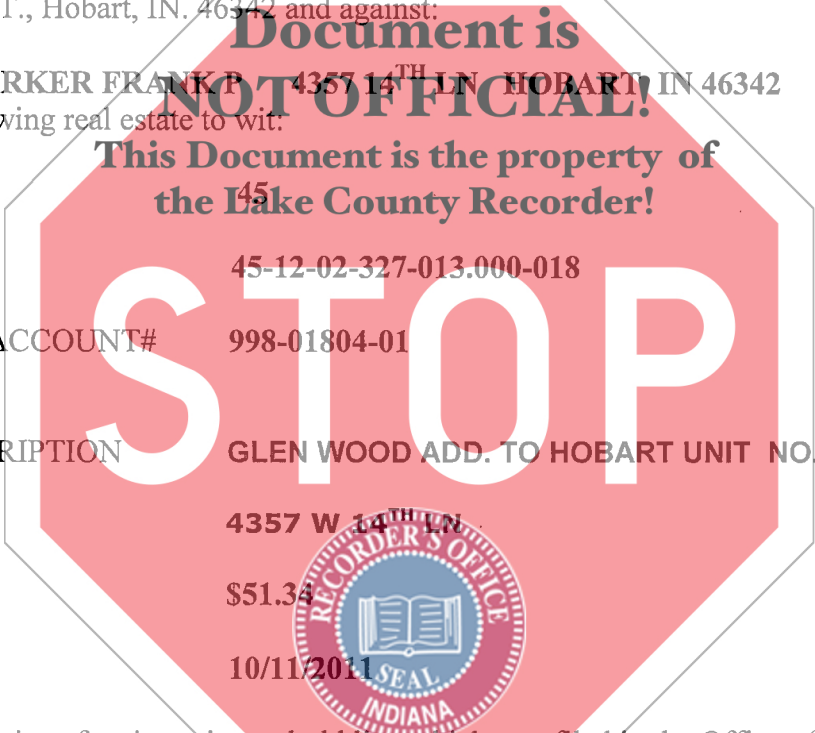 T., Hobart, IN. 46342 and against:
Document is
RKER FRANK P 4357 14TH LN HOBART, IN 46342
NOT OFFICIAL!
wing real estate to wit:
This Document is the property of
45
the Lake County Recorder!
45-12-02-327-013.000-018
STOP
ACCOUNT# 998-01804-01
RIPTION GLEN WOOD ADD. TO HOBART UNIT NO.
4357 W 14TH LN
RECORDER'S OFFICE
$51.34
10/11/2011
SEAL
INDIANA